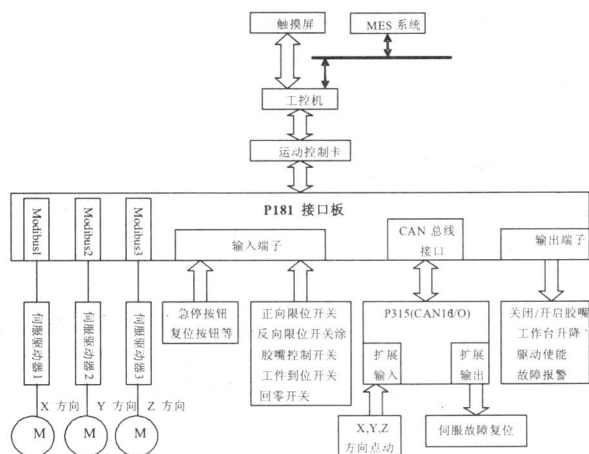 触摸屏
MES 系统
工控机
运动控制卡
P181 接口板
Modibus1
Modibus2
Modibus3
输入端子
CAN 总线
接口
输出端子
伺服驱动器1
伺服驱动器2
伺服驱动器3
急停按钮
复位按钮等
正向限位开关
反向限位开关涂
胶嘴控制开关
工件到位开关
回零开关
P315(CAN1d/O)
扩展
输入
扩展
输出
关闭/开启胶嘴
工作台升降
驱动使能
故障报警
X 方向
Y 方向
Z 方向
M
M
M
X,Y,Z
方向点动
伺服故障复位